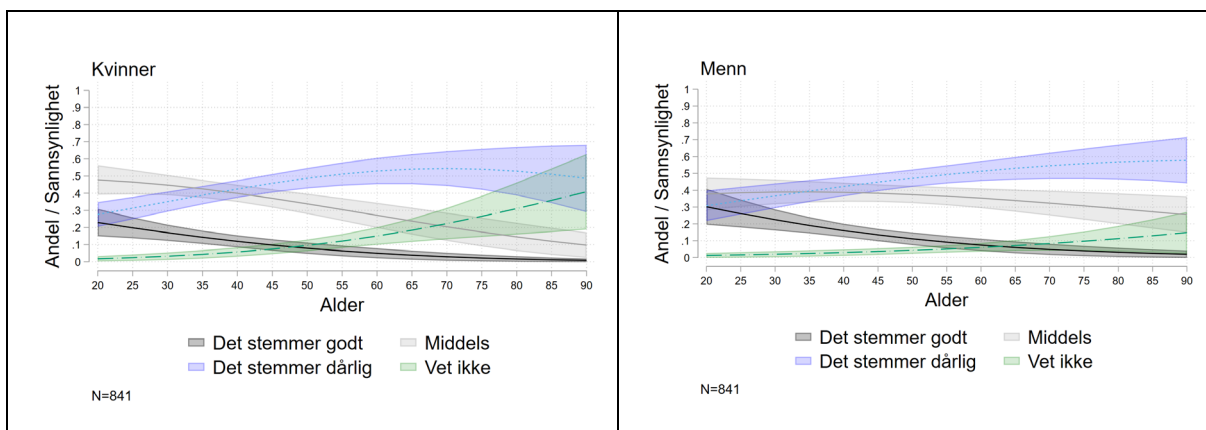 Kvinner
Andel / Sannsynlighet
1
.9
.8
.7
.6
.5
.4
.3
.2
.1
0
20 25 30 35 40 45 50 55 60 65 70 75 80 85 90
Alder
Det stemmer godt Middels
Det stemmer dårlig Vet ikke
N=841
Menn
Andel / Sannsynlighet
1
.9
.8
.7
.6
.5
.4
.3
.2
.1
0
20 25 30 35 40 45 50 55 60 65 70 75 80 85 90
Alder
Det stemmer godt Middels
Det stemmer dårlig Vet ikke
N=841